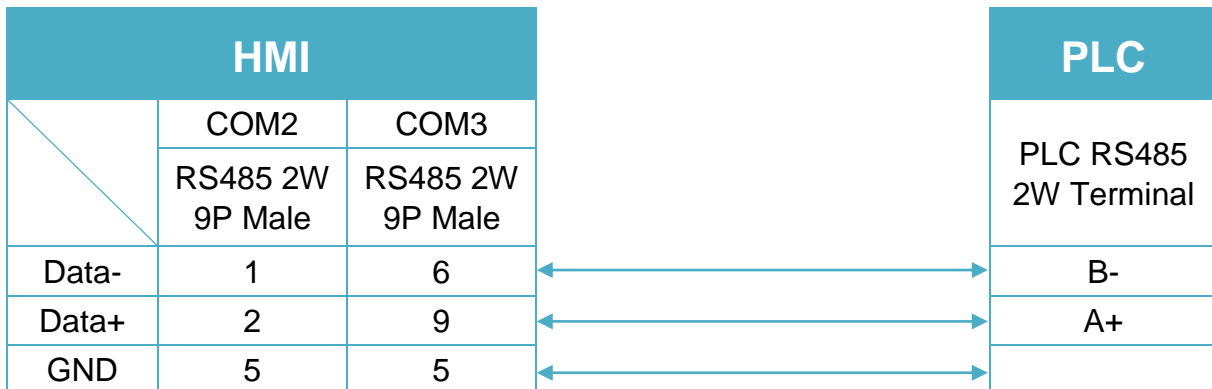 HMI
PLC
COM2 COM3
RS485 2W
9P Male
RS485 2W
9P Male
PLC RS485
2W Terminal
Data- 1 6 B-
Data+ 2 9 A+
GND 5 5